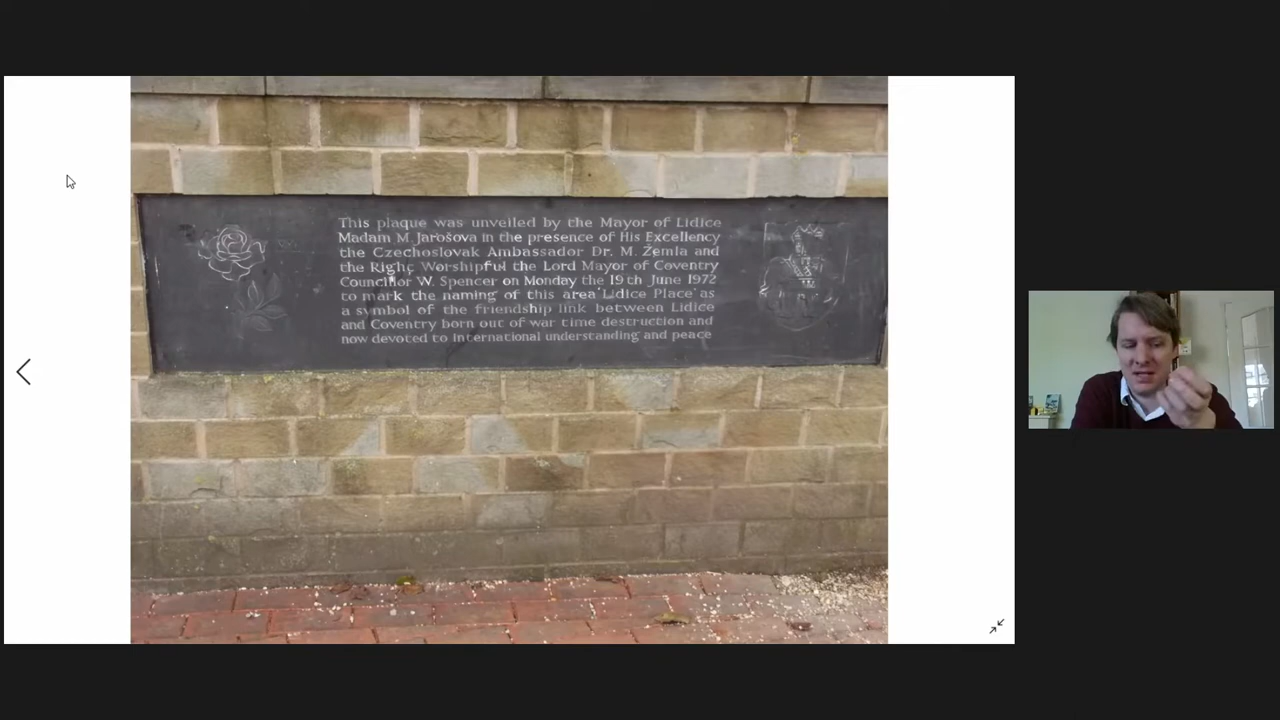 This plaque was unveiled by the Mayor of Lidice
Madam M. Jarošova in the presence of His Excellency
the Czechoslovak Ambassador Dr. M. Žemla and
the Right Worshipful the Lord Mayor of Coventry
Councillor W. Spencer on Monday the 19th June 1972
to mark the naming of this area 'Lidice Place' as
a symbol of the friendship link between Lidice
and Coventry born out of war time destruction and
now devoted to international understanding and peace